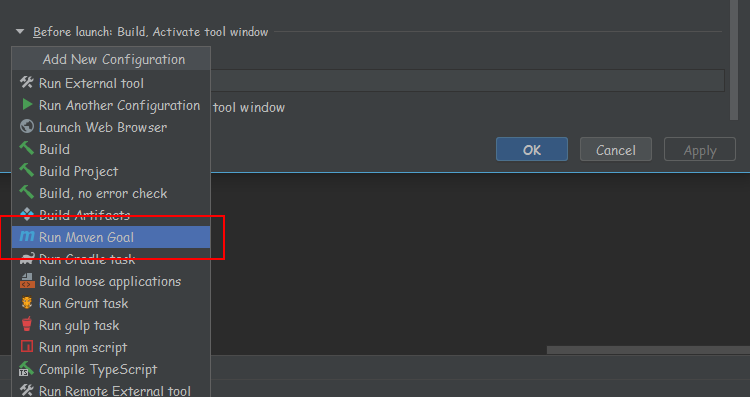 Before launch: Build, Activate tool window
Add New Configuration
Run External tool
Run Another Configuration
Launch Web Browser
tool window
Build
Build Project
Build, no error check
Build Artifacts
Run Maven Goal
Run Gradle task
Build loose applications
Run Grunt task
Run gulp task
Run npm script
Compile TypeScript
Run Remote External tool
OK
Cancel
Apply